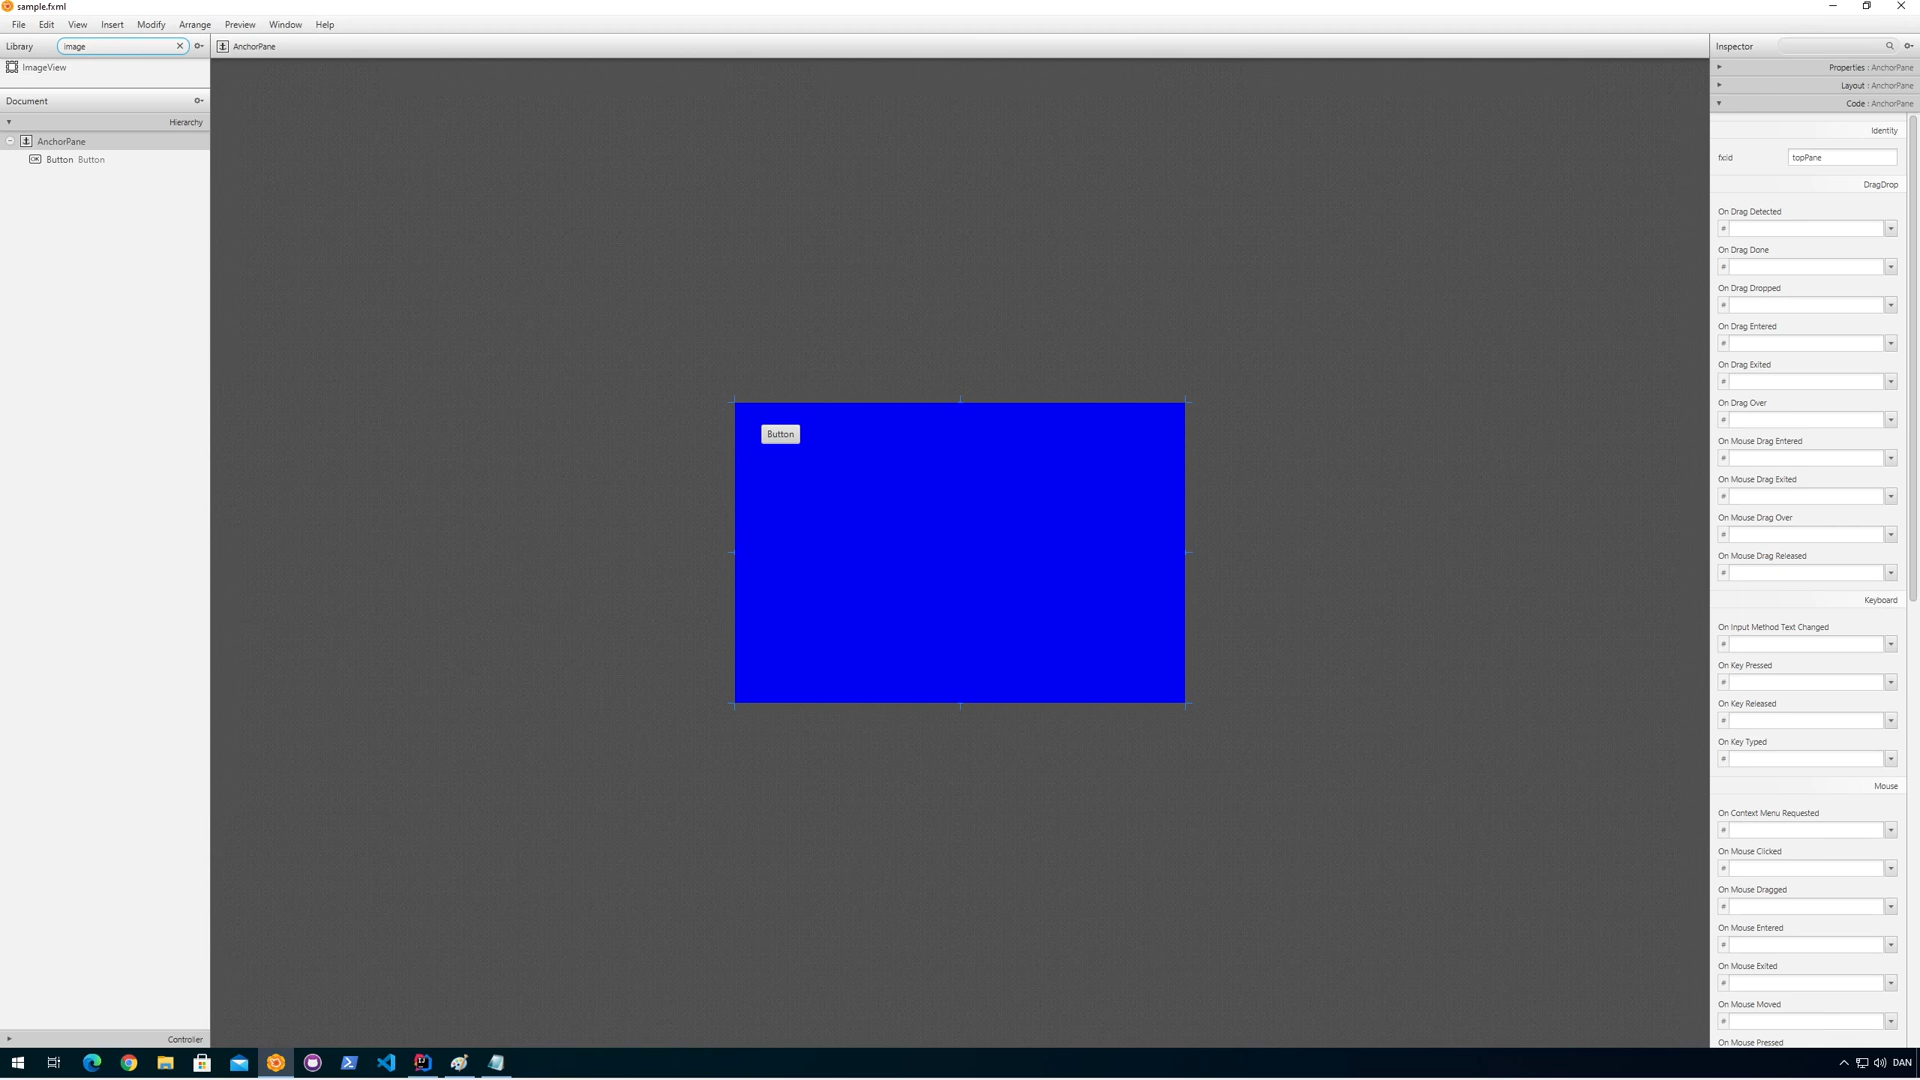 sample.fxml
File Edit View Insert Modify Arrange Preview Window Help
Library image
AnchorPane
Inspector
ImageView
Properties : AnchorPane
Layout : AnchorPane
Code : AnchorPane
Document
Hierarchy
AnchorPane
OK Button Button
Identity
fx:id topPane
DragDrop
On Drag Detected
#
On Drag Done
#
On Drag Dropped
#
On Drag Entered
#
On Drag Exited
#
On Drag Over
#
On Mouse Drag Entered
#
On Mouse Drag Exited
#
On Mouse Drag Over
#
On Mouse Drag Released
#
Button
Keyboard
On Input Method Text Changed
#
On Key Pressed
#
On Key Released
#
On Key Typed
#
Mouse
On Context Menu Requested
#
On Mouse Clicked
#
On Mouse Dragged
#
On Mouse Entered
#
On Mouse Exited
#
On Mouse Moved
#
On Mouse Pressed
Controller
DAN